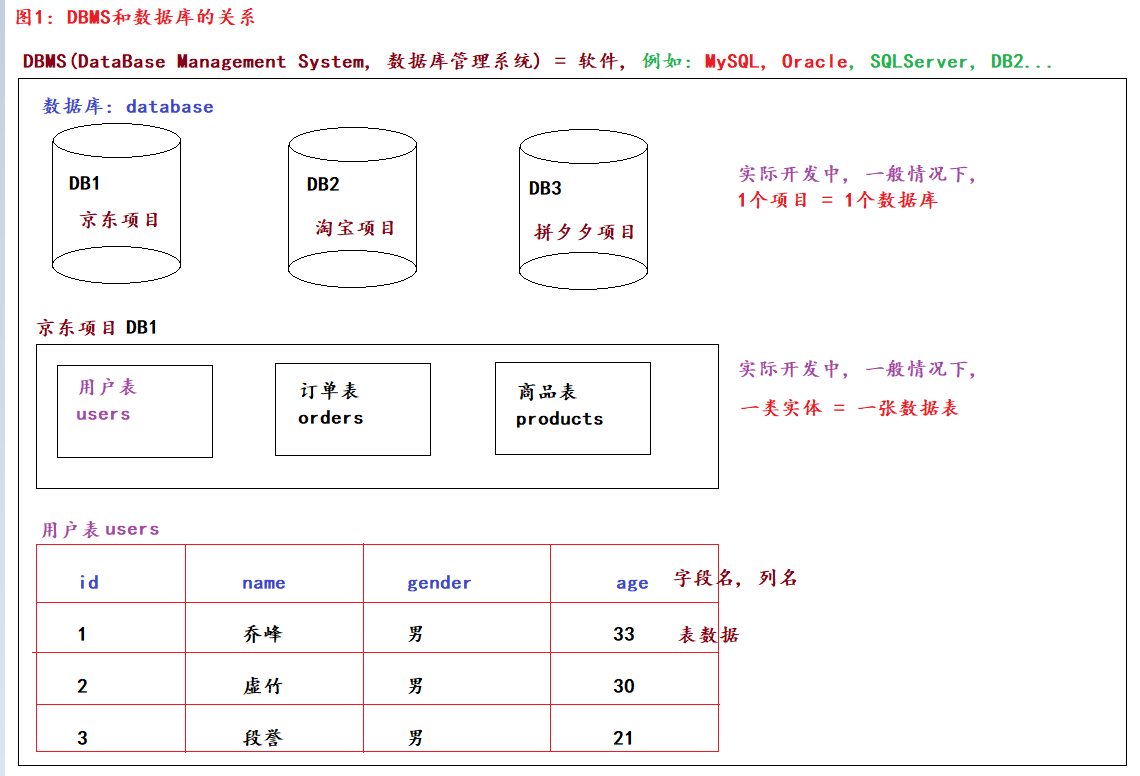 图1: DBMS和数据库的关系
DBMS(DataBase Management System, 数据库管理系统) = 软件, 例如: MySQL, Oracle, SQLServer, DB2...
数据库: database
DB1
京东项目
DB2
淘宝项目
DB3
拼夕夕项目
实际开发中, 一般情况下,
1个项目 = 1个数据库
京东项目 DB1
用户表
users
订单表
orders
商品表
products
实际开发中, 一般情况下,
一类实体 = 一张数据表
用户表 users
id name gender age 字段名, 列名
1 乔峰 男 33 表数据
2 虚竹 男 30
3 段誉 男 21